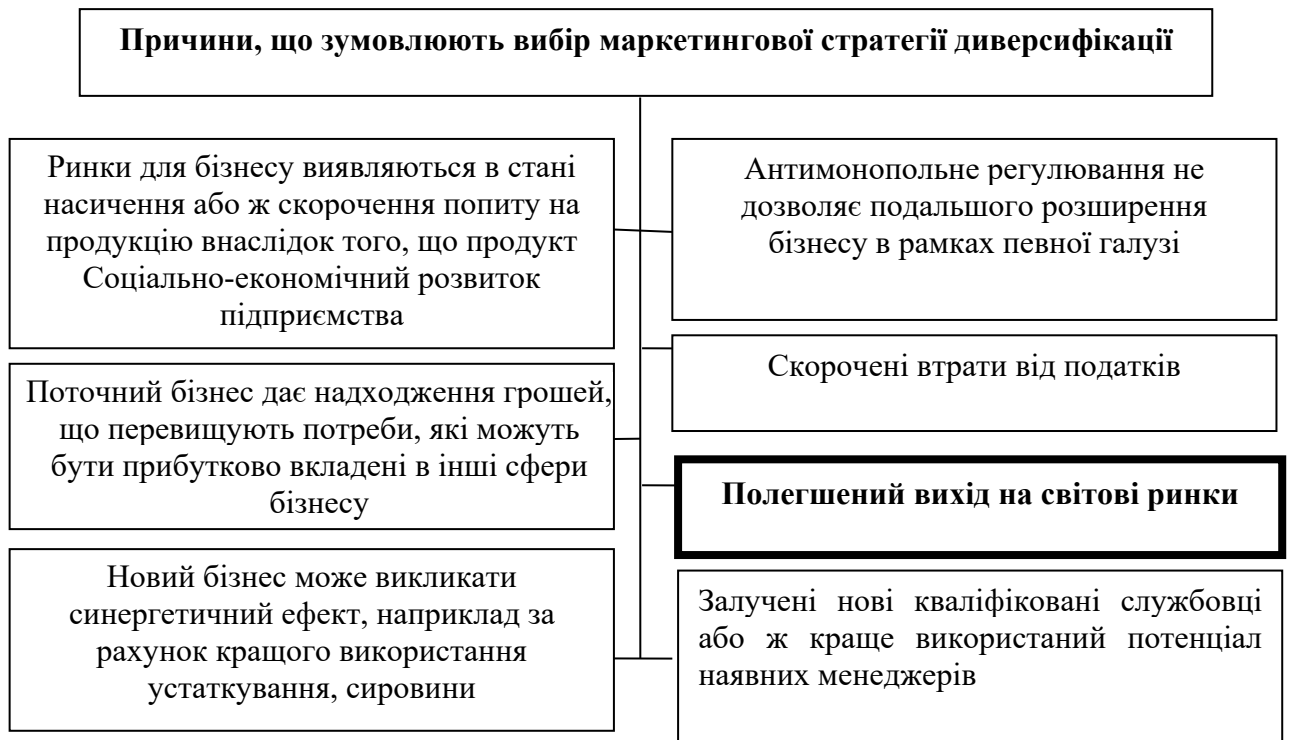 Причини, що зумовлюють вибір маркетингової стратегії диверсифікації
Ринки для бізнесу виявляються в стані
насичення або ж скорочення попиту на
продукцію внаслідок того, що продукт
Соціально-економічний розвиток
підприємства
Поточний бізнес дає надходження грошей,
що перевищують потреби, які можуть
бути прибутково вкладені в інші сфери
бізнесу
Новий бізнес може викликати
синергетичний ефект, наприклад за
рахунок кращого використання
устаткування, сировини
Антимонопольне регулювання не
дозволяє подальшого розширення
бізнесу в рамках певної галузі
Скорочені втрати від податків
Полегшений вихід на світові ринки
Залучені нові кваліфіковані службовці
або ж краще використаний потенціал
наявних менеджерів